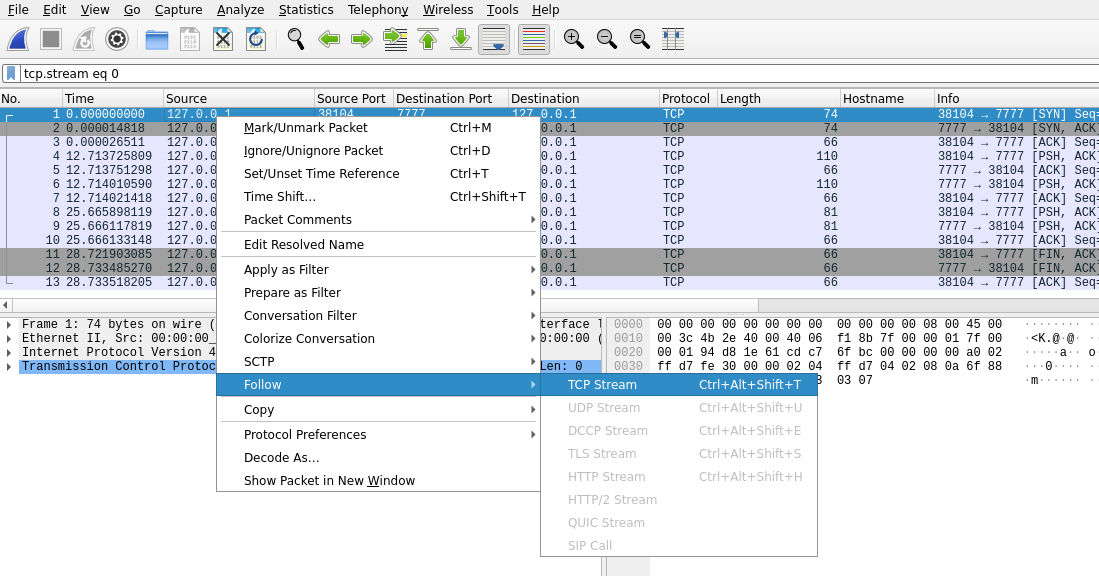 File Edit View Go Capture Analyze Statistics Telephony Wireless Tools Help
tcp.stream eq 0
No. Time Source Source Port Destination Port Destination Protocol Length Hostname Info
1 0.000000000 127.0.0.1 38104 7777 127.0.0.1 TCP 74 38104 → 7777 [SYN] Seq=
2 0.000014818 127.0 0.0.1 TCP 74 7777 → 38104 [SYN, ACK
3 0.000026511 127.0 0.0.1 TCP 66 38104 → 7777 [ACK] Seq=
4 12.713725809 127.0 0.0.1 TCP 110 38104 → 7777 [PSH, ACK
5 12.713751298 127.0 0.0.1 TCP 66 7777 → 38104 [ACK] Seq=
6 12.714010590 127.0 0.0.1 TCP 110 7777 → 38104 [PSH, ACK
7 12.714021418 127.0 0.0.1 TCP 66 38104 → 7777 [ACK] Seq=
8 25.665898119 127.0 0.0.1 TCP 81 38104 → 7777 [PSH, ACK
9 25.666117819 127.0 0.0.1 TCP 81 7777 → 38104 [PSH, ACK
10 25.666133148 127.0 0.0.1 TCP 66 38104 → 7777 [ACK] Seq=
11 28.721903085 127.0 0.0.1 TCP 66 38104 → 7777 [FIN, ACK
12 28.733485270 127.0 0.0.1 TCP 66 7777 → 38104 [FIN, ACK
13 28.733518205 127.0 0.0.1 TCP 66 38104 → 7777 [ACK] Seq=
Mark/Unmark Packet Ctrl+M
Ignore/Unignore Packet Ctrl+D
Set/Unset Time Reference Ctrl+T
Time Shift... Ctrl+Shift+T
Packet Comments
Edit Resolved Name
Apply as Filter
Prepare as Filter
Conversation Filter
Colorize Conversation
SCTP
Follow
Copy
Protocol Preferences
Decode As...
Show Packet in New Window
TCP Stream Ctrl+Alt+Shift+T
UDP Stream Ctrl+Alt+Shift+U
DCCP Stream Ctrl+Alt+Shift+E
TLS Stream Ctrl+Alt+Shift+S
HTTP Stream Ctrl+Alt+Shift+H
HTTP/2 Stream
QUIC Stream
SIP Call
Frame 1: 74 bytes on wire ( terface l
Ethernet II, Src: 00:00:00_ 0:00:00 (
Internet Protocol Version 4
Transmission Control Protoc Len: 0
0000 00 00 00 00 00 00 00 00 00 00 00 00 08 00 45 00 ········ ··
0010 00 3c 4b 2e 40 00 40 06 f1 8b 7f 00 00 01 7f 00 ·<K.@·@· ··
0020 00 01 94 d8 1e 61 cd c7 6f bc 00 00 00 00 a0 02 ·····a·· o·
0030 ff d7 fe 30 00 00 02 04 ff d7 04 02 08 0a 6f 88 ···0···· ··
3 03 07 ·m······ ··